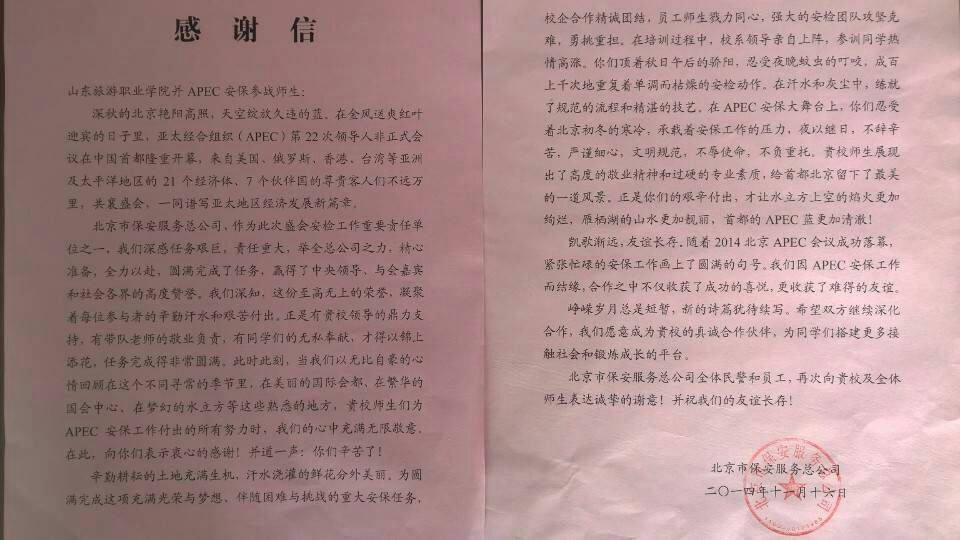 感谢信
山东旅游职业学院并APEC安保参战师生：
深秋的北京艳阳高照，天空绽放久违的蓝。在金风送爽红叶
迎宾的日子里，亚太经合组织（APEC）第22次领导人非正式会
议在中国首都隆重开幕，来自美国、俄罗斯、香港、台湾等亚洲
及太平洋地区的21个经济体、7个伙伴国的尊贵客人们不远万
里，共襄盛会，一同谱写亚太地区经济发展新篇章。
北京市保安服务总公司，作为此次盛会安检工作重要责任单
位之一，我们深感任务艰巨，责任重大，举全总公司之力，精心
准备，全力以赴，圆满完成了任务，赢得了中央领导、与会嘉宾
和社会各界的高度赞誉。我们深知，这份至高无上的荣誉，凝聚
着每位参与者的辛勤汗水和艰苦付出。正是有贵校领导的鼎力支
持，有带队老师的敬业负责，有同学们的无私奉献，才得以锦上
添花，任务完成得非常圆满。此时此刻，当我们以无比自豪的心
情回顾在这个不同寻常的季节里，在美丽的国际会都、在繁华的
国会中心、在梦幻的水立方等这些熟悉的地方，贵校师生们为
APEC安保工作付出的所有努力时，我们的心中充满无限敬意。
在此，向你们表示衷心的感谢！并道一声：你们辛苦了！
辛勤耕耘的土地充满生机，汗水浇灌的鲜花分外美丽。为圆
满完成这项充满光荣与梦想、伴随困难与挑战的重大安保任务，
校企合作精诚团结，员工师生戮力同心，强大的安检团队攻坚克
难，勇挑重担。在培训过程中，校系领导亲自上阵，参训同学热
情高涨。你们顶着秋日午后的骄阳，忍受夜晚蚊虫的叮咬，成百
上千次地重复着单调而枯燥的安检动作。在汗水和灰尘中，练就
了规范的流程和精湛的技艺。在APEC安保大舞台上，你们忍受
着北京初冬的寒冷，承载着安保工作的压力，夜以继日，不辞辛
苦，严谨细心，文明规范，不辱使命，不负重托。贵校师生展现
出了高度的敬业精神和过硬的专业素质，给首都北京留下了最美
的一道风景。正是你们的艰辛付出，才让水立方上空的焰火更加
绚烂，雁栖湖的山水更加靓丽，首都的APEC蓝更加清澈！
凯歌渐远，友谊长存。随着2014北京APEC会议成功落幕，
紧张忙碌的安保工作画上了圆满的句号。我们因APEC安保工作
而结缘，合作之中不仅收获了成功的喜悦，更收获了难得的友谊。
峥嵘岁月总是短暂，新的诗篇犹待续写。希望双方继续深化
合作，我们愿意成为贵校的真诚合作伙伴，为同学们搭建更多接
触社会和锻炼成长的平台。
北京市保安服务总公司全体民警和员工，再次向贵校及全体
师生表达诚挚的谢意！并祝我们的友谊长存！
北京市保安服务总公司
二〇一四年十一月十六日
北京市保安服务总公司